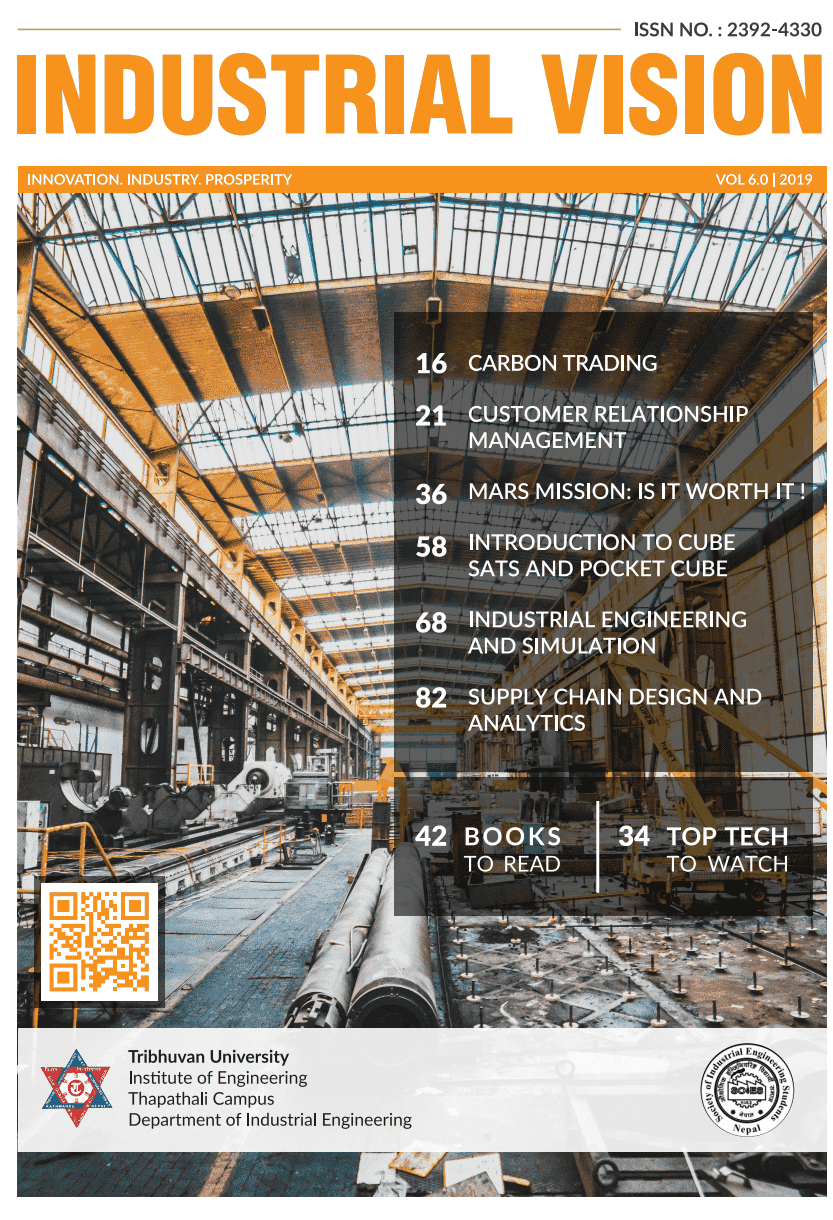 ISSN NO. : 2392-4330
INDUSTRIAL VISION
INNOVATION. INDUSTRY. PROSPERITY
VOL 6.0 | 2019
16 CARBON TRADING
21 CUSTOMER RELATIONSHIP
MANAGEMENT
36 MARS MISSION: IS IT WORTH IT !
58 INTRODUCTION TO CUBE
SATS AND POCKET CUBE
68 INDUSTRIAL ENGINEERING
AND SIMULATION
82 SUPPLY CHAIN DESIGN AND
ANALYTICS
42 BOOKS
TO READ
34 TOP TECH
TO WATCH
Tribhuvan University
Institute of Engineering
Thapathali Campus
Department of Industrial Engineering
Society of Industrial Engineering Students
SOIES
नेपाल
Nepal